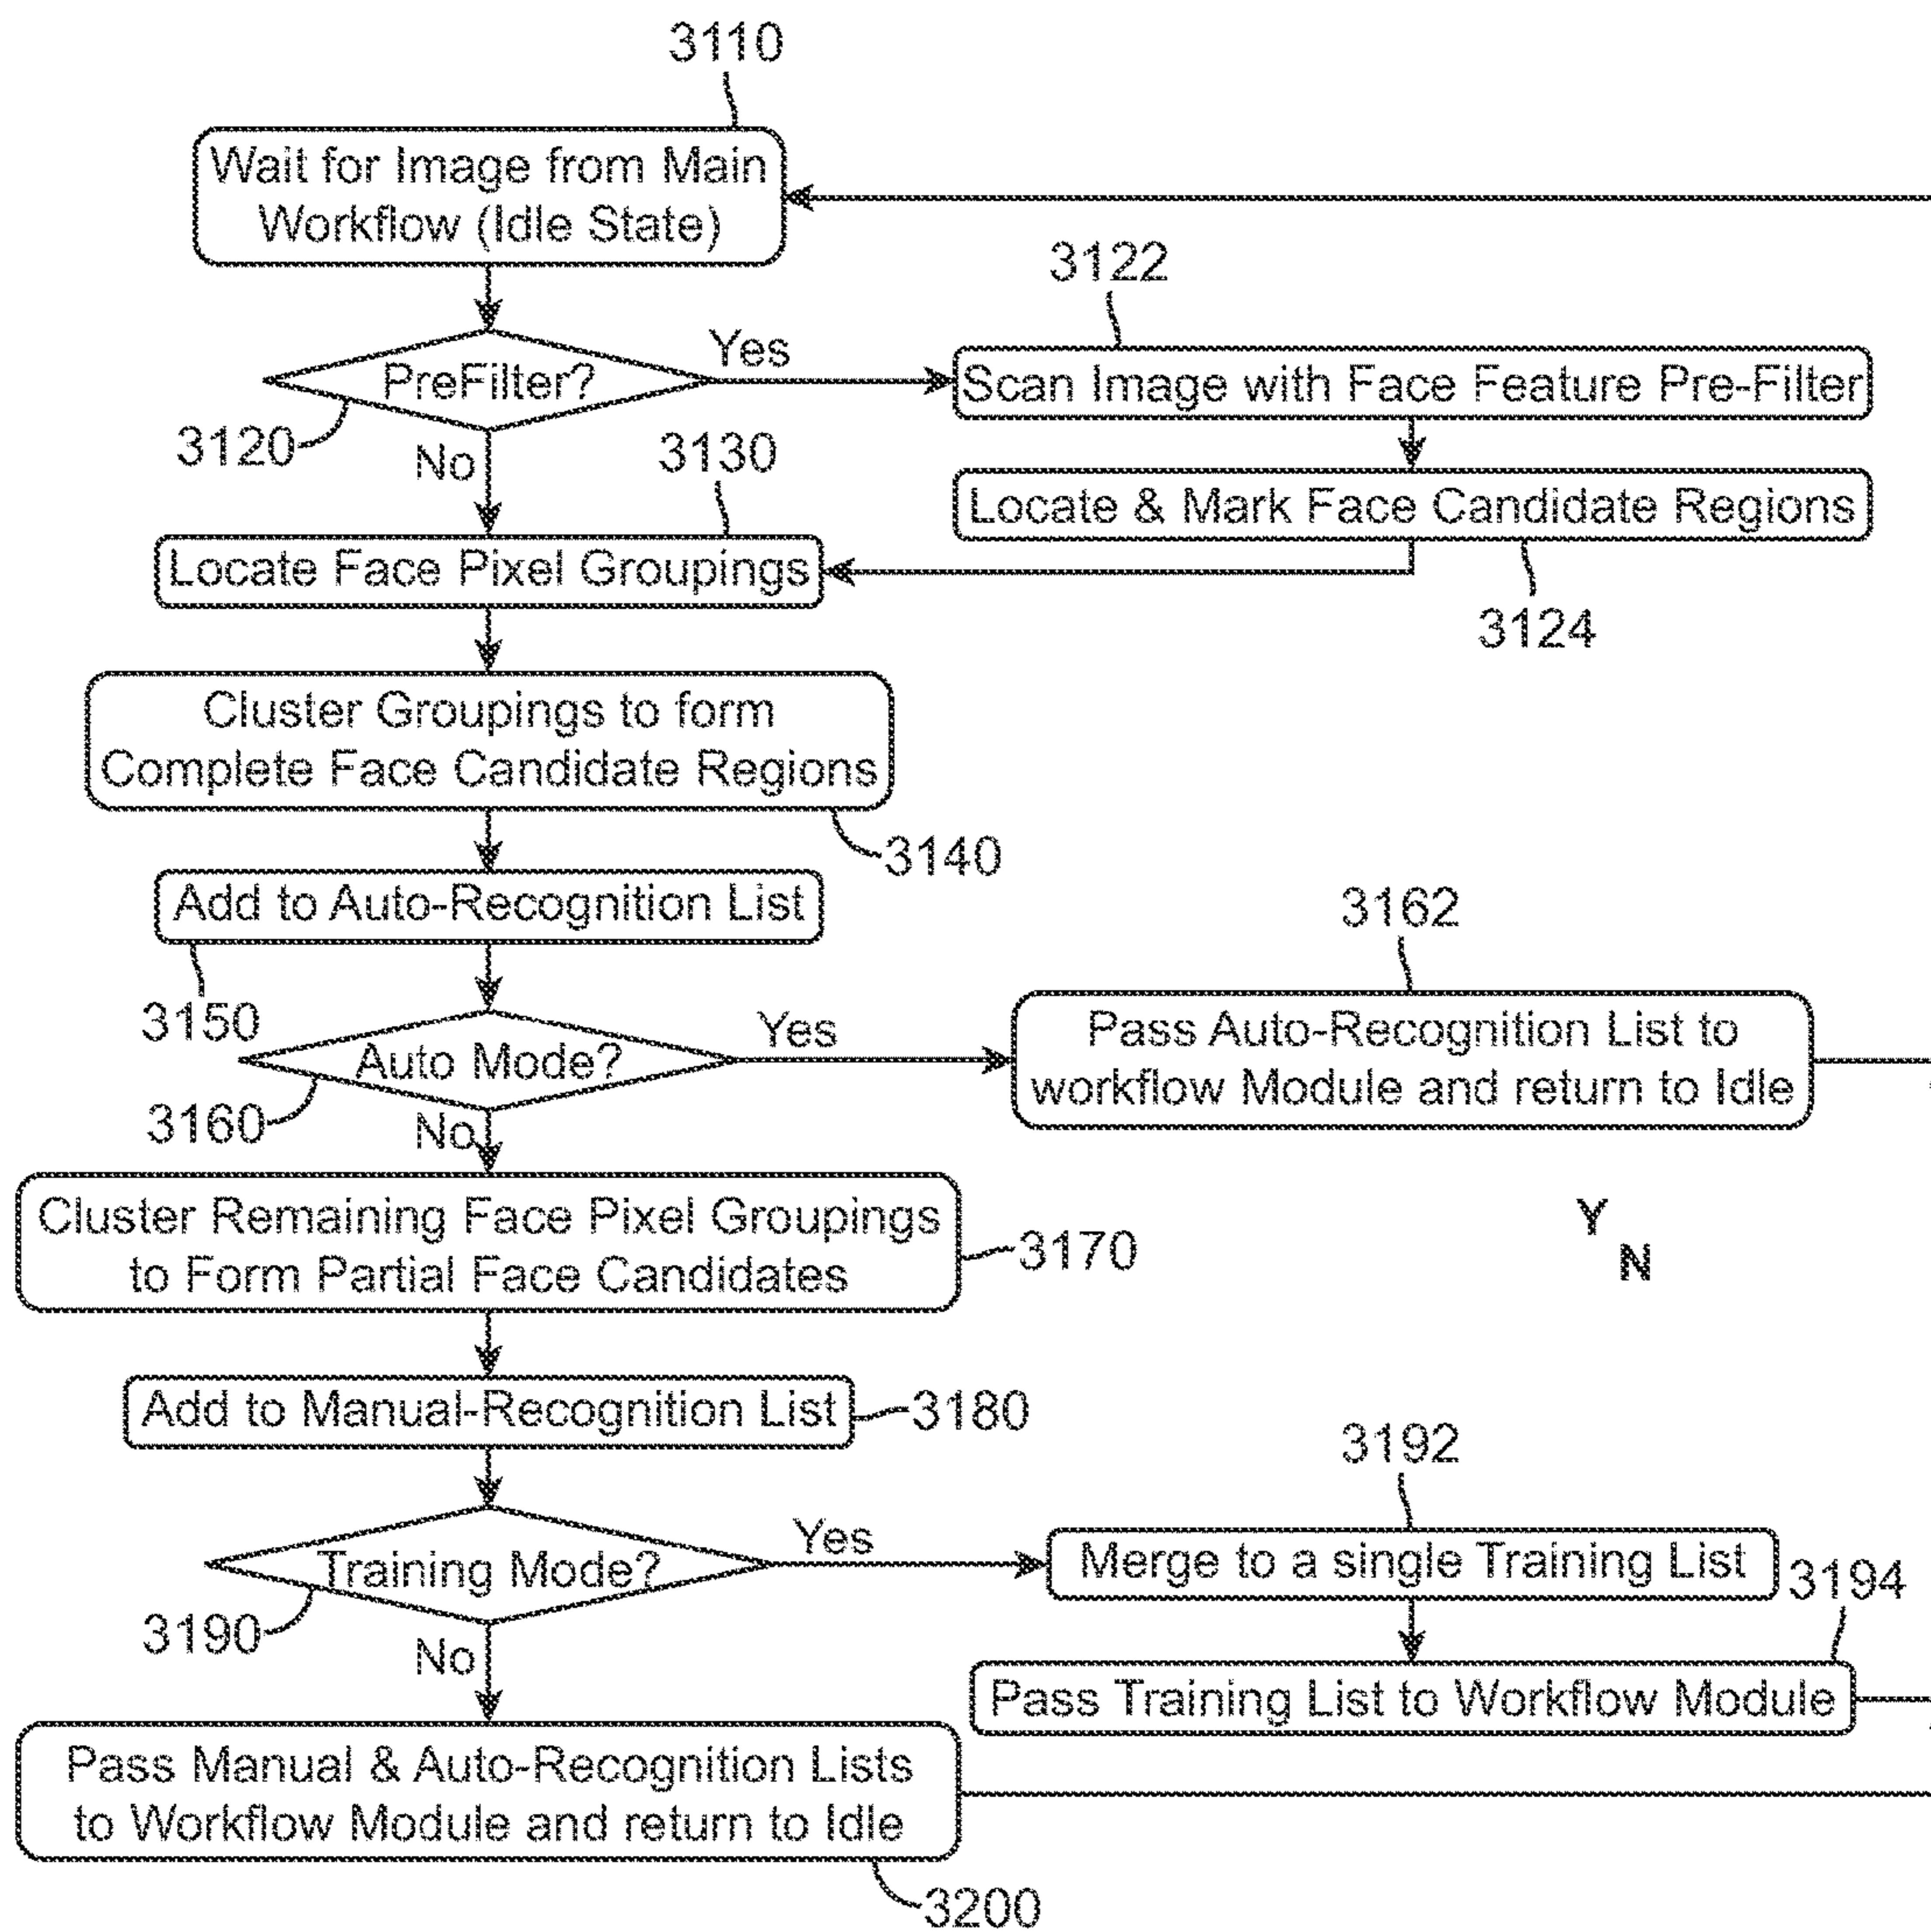 3110
Wait for Image from Main
Workflow (Idle State)
3122
PreFilter?
Yes
Scan Image with Face Feature Pre-Filter
3120
No
3130
Locate & Mark Face Candidate Regions
Locate Face Pixel Groupings
3124
Cluster Groupings to form
Complete Face Candidate Regions
3140
Add to Auto-Recognition List
3162
3150
Auto Mode?
Yes
Pass Auto-Recognition List to
workflow Module and return to Idle
3160
No
Cluster Remaining Face Pixel Groupings
to Form Partial Face Candidates
3170
Y
N
Add to Manual-Recognition List
3180
3192
Training Mode?
Yes
Merge to a single Training List
3194
3190
No
Pass Training List to Workflow Module
Pass Manual & Auto-Recognition Lists
to Workflow Module and return to Idle
3200